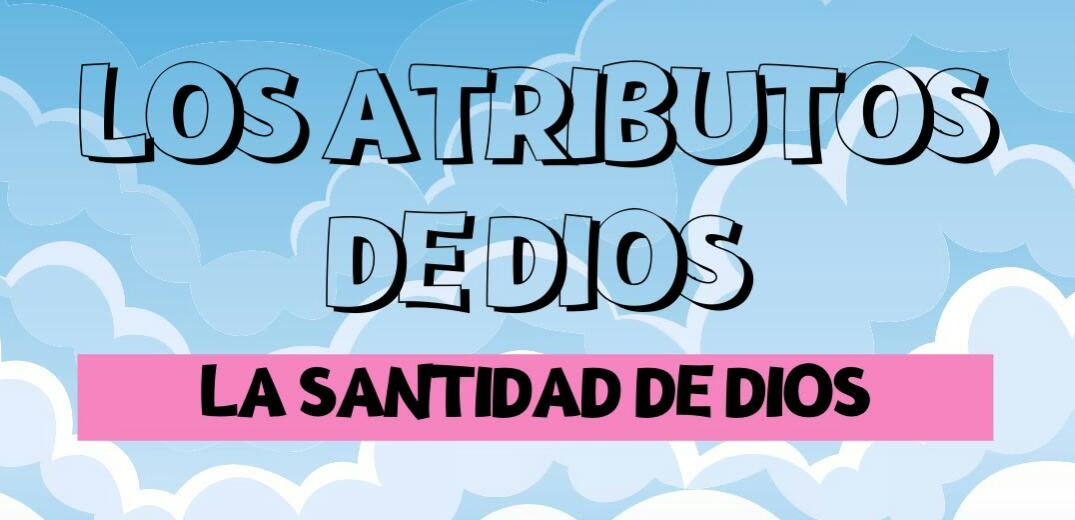 LOS ATRIBUTOS
DE DIOS
LA SANTIDAD DE DIOS